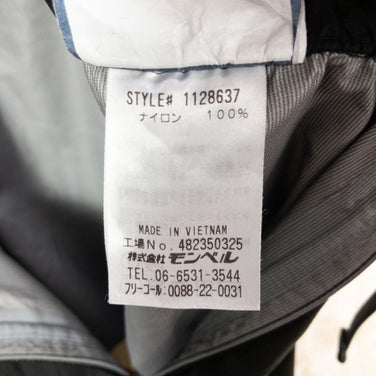 STYLE# 1128637
ナイロン 100%
MADE IN VIETNAM
工場No. 482350325
株式会社 モンベル
TEL. 06-6531-3544
フリーコール: 0088-22-0031